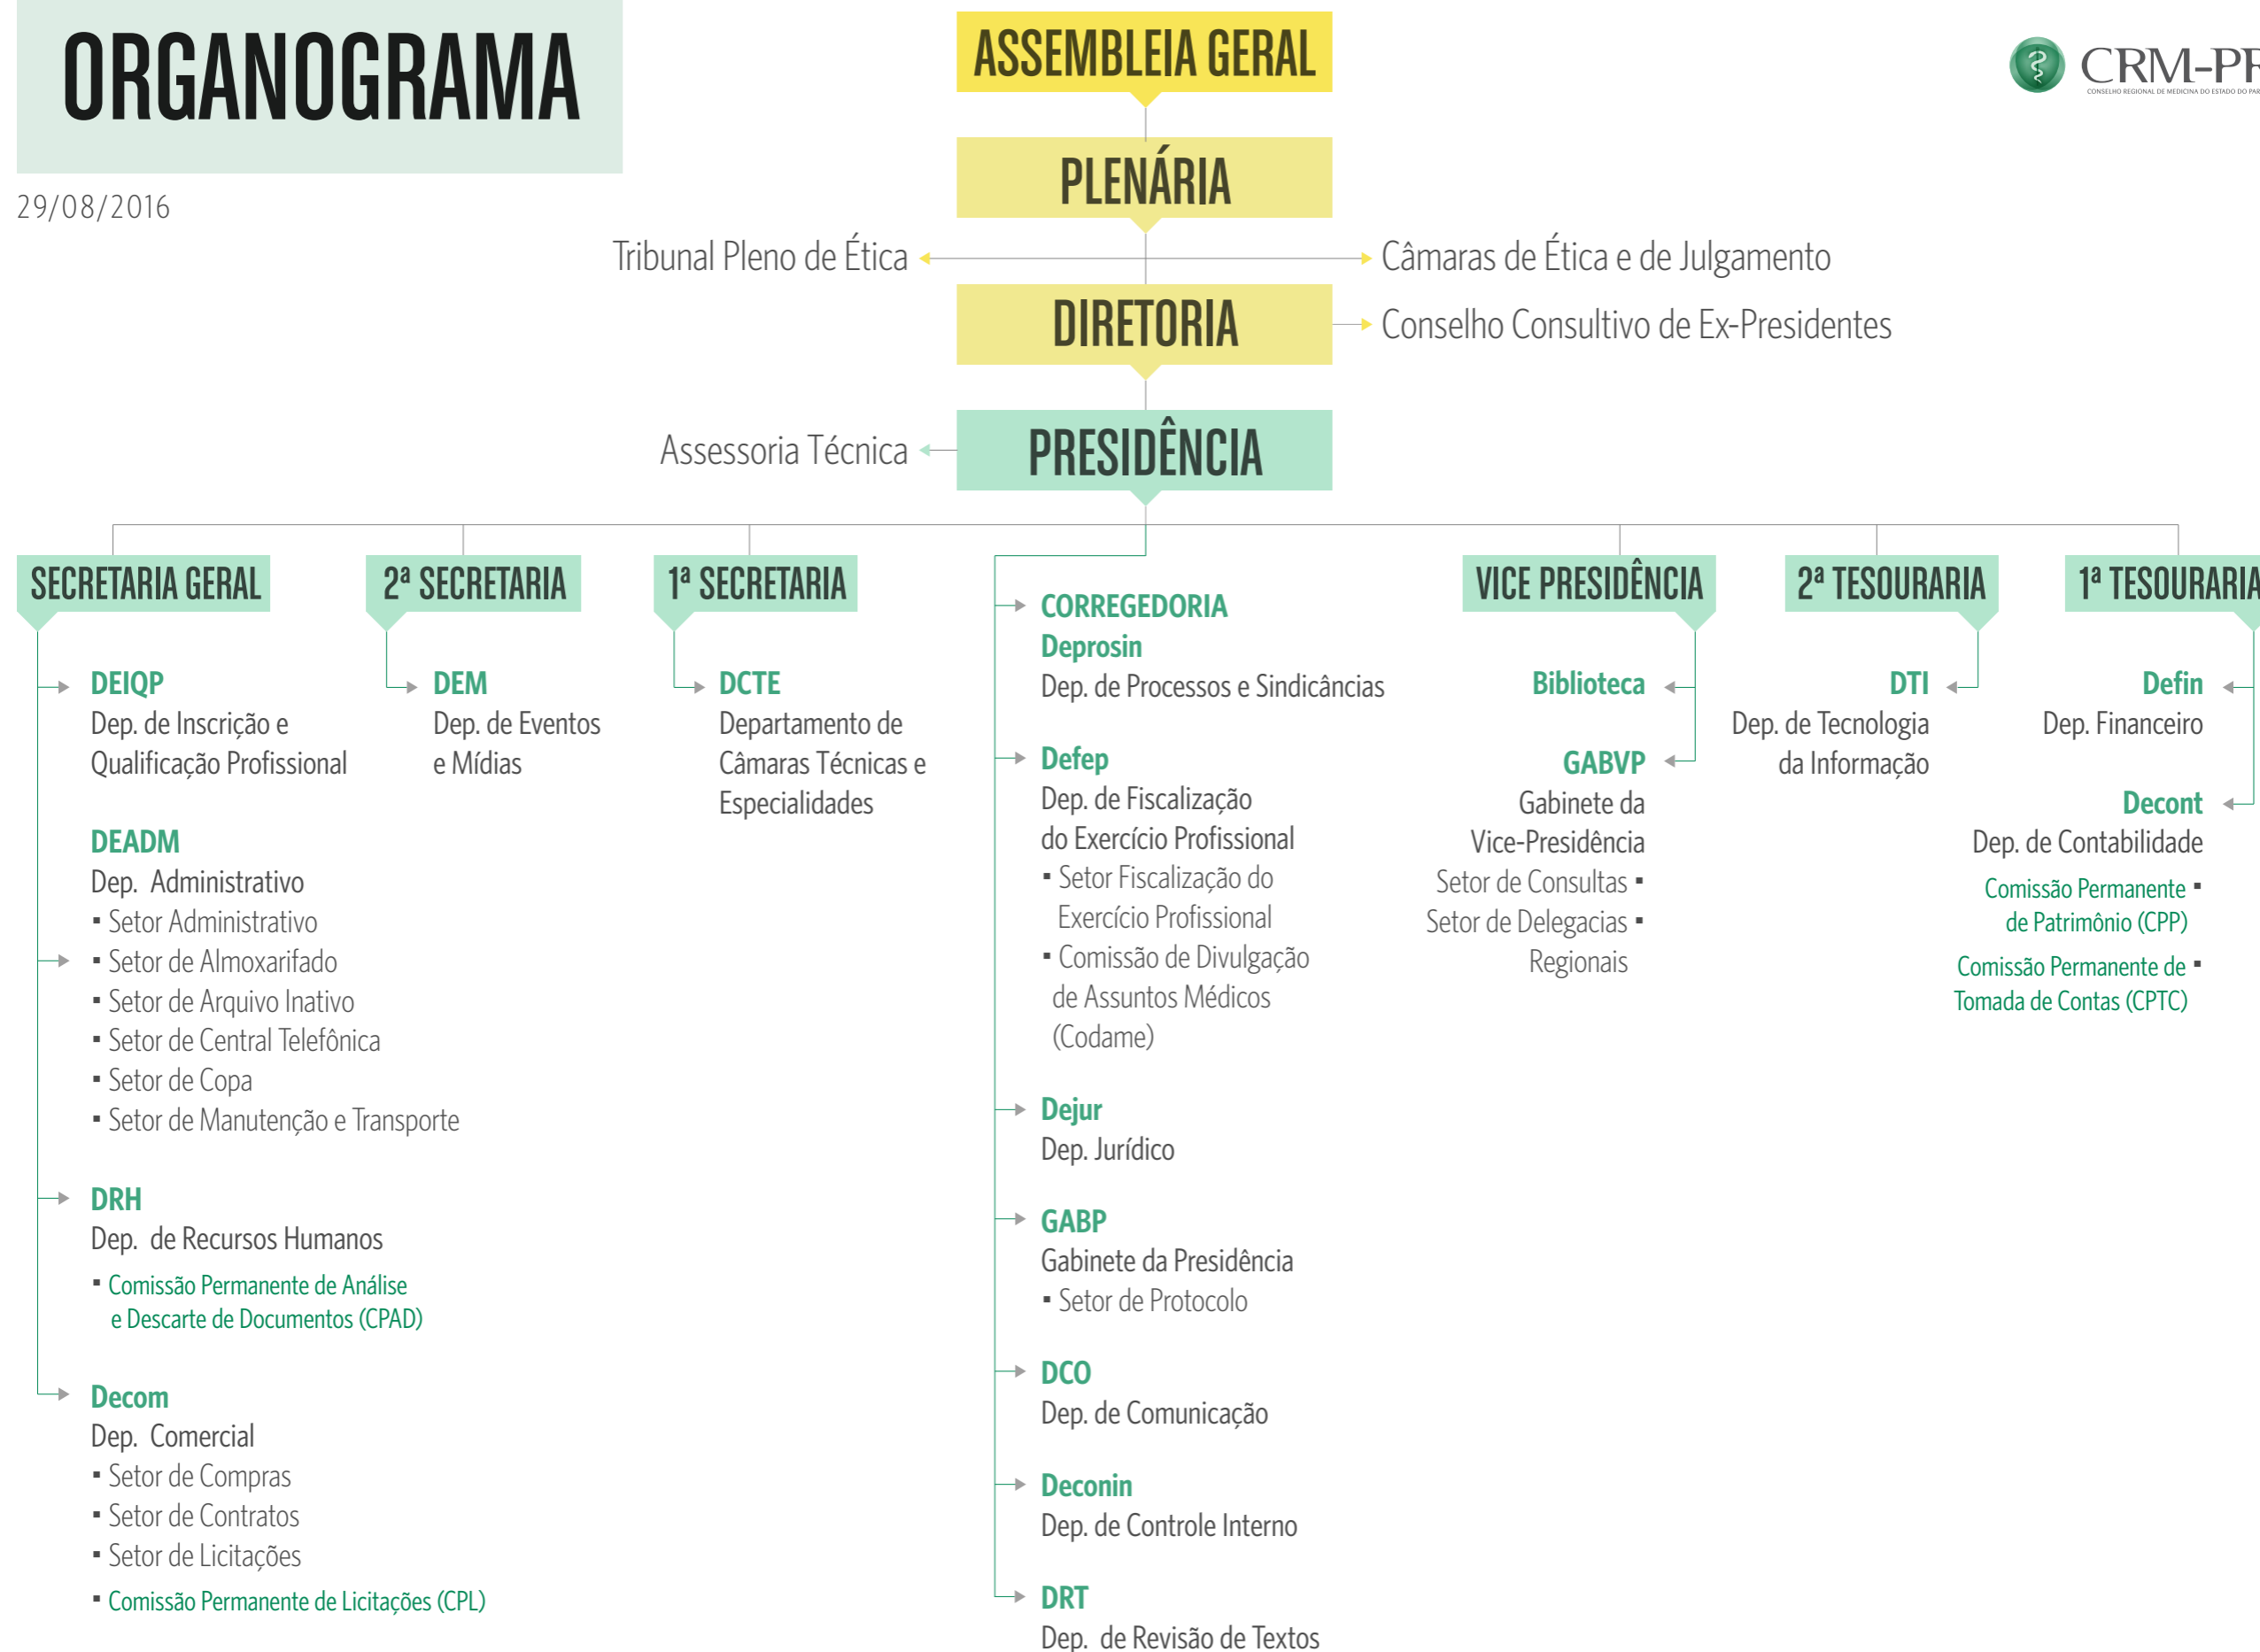 ORGANOGRAMA
29/08/2016
ASSEMBLEIA GERAL
CRM-PR
CONSELHO REGIONAL DE MEDICINA DO ESTADO DO
PLENÁRIA
Tribunal Pleno de Ética
Câmaras de Ética e de Julgamento
DIRETORIA
Conselho Consultivo de Ex-Presidentes
Assessoria Técnica
PRESIDÊNCIA
SECRETARIA GERAL
DEIQP
Dep. de Inscrição e
Qualificação Profissional
DEADM
Dep. Administrativo
▪ Setor Administrativo
▪ Setor de Almoxarifado
▪ Setor de Arquivo Inativo
▪ Setor de Central Telefônica
▪ Setor de Copa
▪ Setor de Manutenção e Transporte
DRH
Dep. de Recursos Humanos
▪ Comissão Permanente de Análise
e Descarte de Documentos (CPAD)
Decom
Dep. Comercial
▪ Setor de Compras
▪ Setor de Contratos
▪ Setor de Licitações
▪ Comissão Permanente de Licitações (CPL)
2ª SECRETARIA
DEM
Dep. de Eventos
e Mídias
1ª SECRETARIA
DCTE
Departamento de
Câmaras Técnicas e
Especialidades
CORREGEDORIA
Deprosin
Dep. de Processos e Sindicâncias
Defep
Dep. de Fiscalização
do Exercício Profissional
▪ Setor Fiscalização do
Exercício Profissional
▪ Comissão de Divulgação
de Assuntos Médicos
(Codame)
Dejur
Dep. Jurídico
GABP
Gabinete da Presidência
▪ Setor de Protocolo
DCO
Dep. de Comunicação
Deconin
Dep. de Controle Interno
DRT
Dep. de Revisão de Textos
VICE PRESIDÊNCIA
Biblioteca
GABVP
Gabinete da
Vice-Presidência
Setor de Consultas ▪
Setor de Delegacias ▪
Regionais
2ª TESOURARIA
DTI
Dep. de Tecnologia
da Informação
1ª TESOURARIA
Defin
Dep. Financeiro
Decont
Dep. de Contabilidade
Comissão Permanente ▪
de Patrimônio (CPP)
Comissão Permanente de ▪
Tomada de Contas (CPTC)